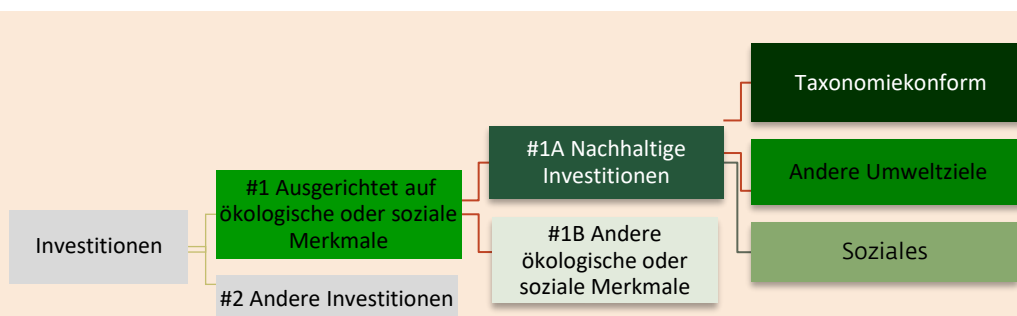 Investitionen
#1 Ausgerichtet auf
ökologische oder soziale
Merkmale
#2 Andere Investitionen
#1A Nachhaltige
Investitionen
#1B Andere
ökologische oder
soziale Merkmale
Taxonomiekonform
Andere Umweltziele
Soziales